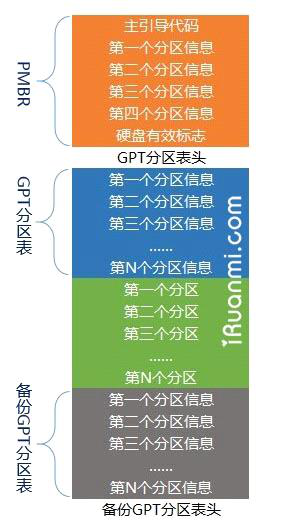 PMBR
主引导代码
第一个分区信息
第二个分区信息
第三个分区信息
第四个分区信息
硬盘有效标志
GPT分区表头
GPT分区表
第一个分区信息
第二个分区信息
第三个分区信息
......
第N个分区信息
第一个分区
第二个分区
第三个分区
......
第N个分区
备份GPT分区表
第一个分区信息
第二个分区信息
第三个分区信息
......
第N个分区信息
备份GPT分区表头
iRuanmi.com